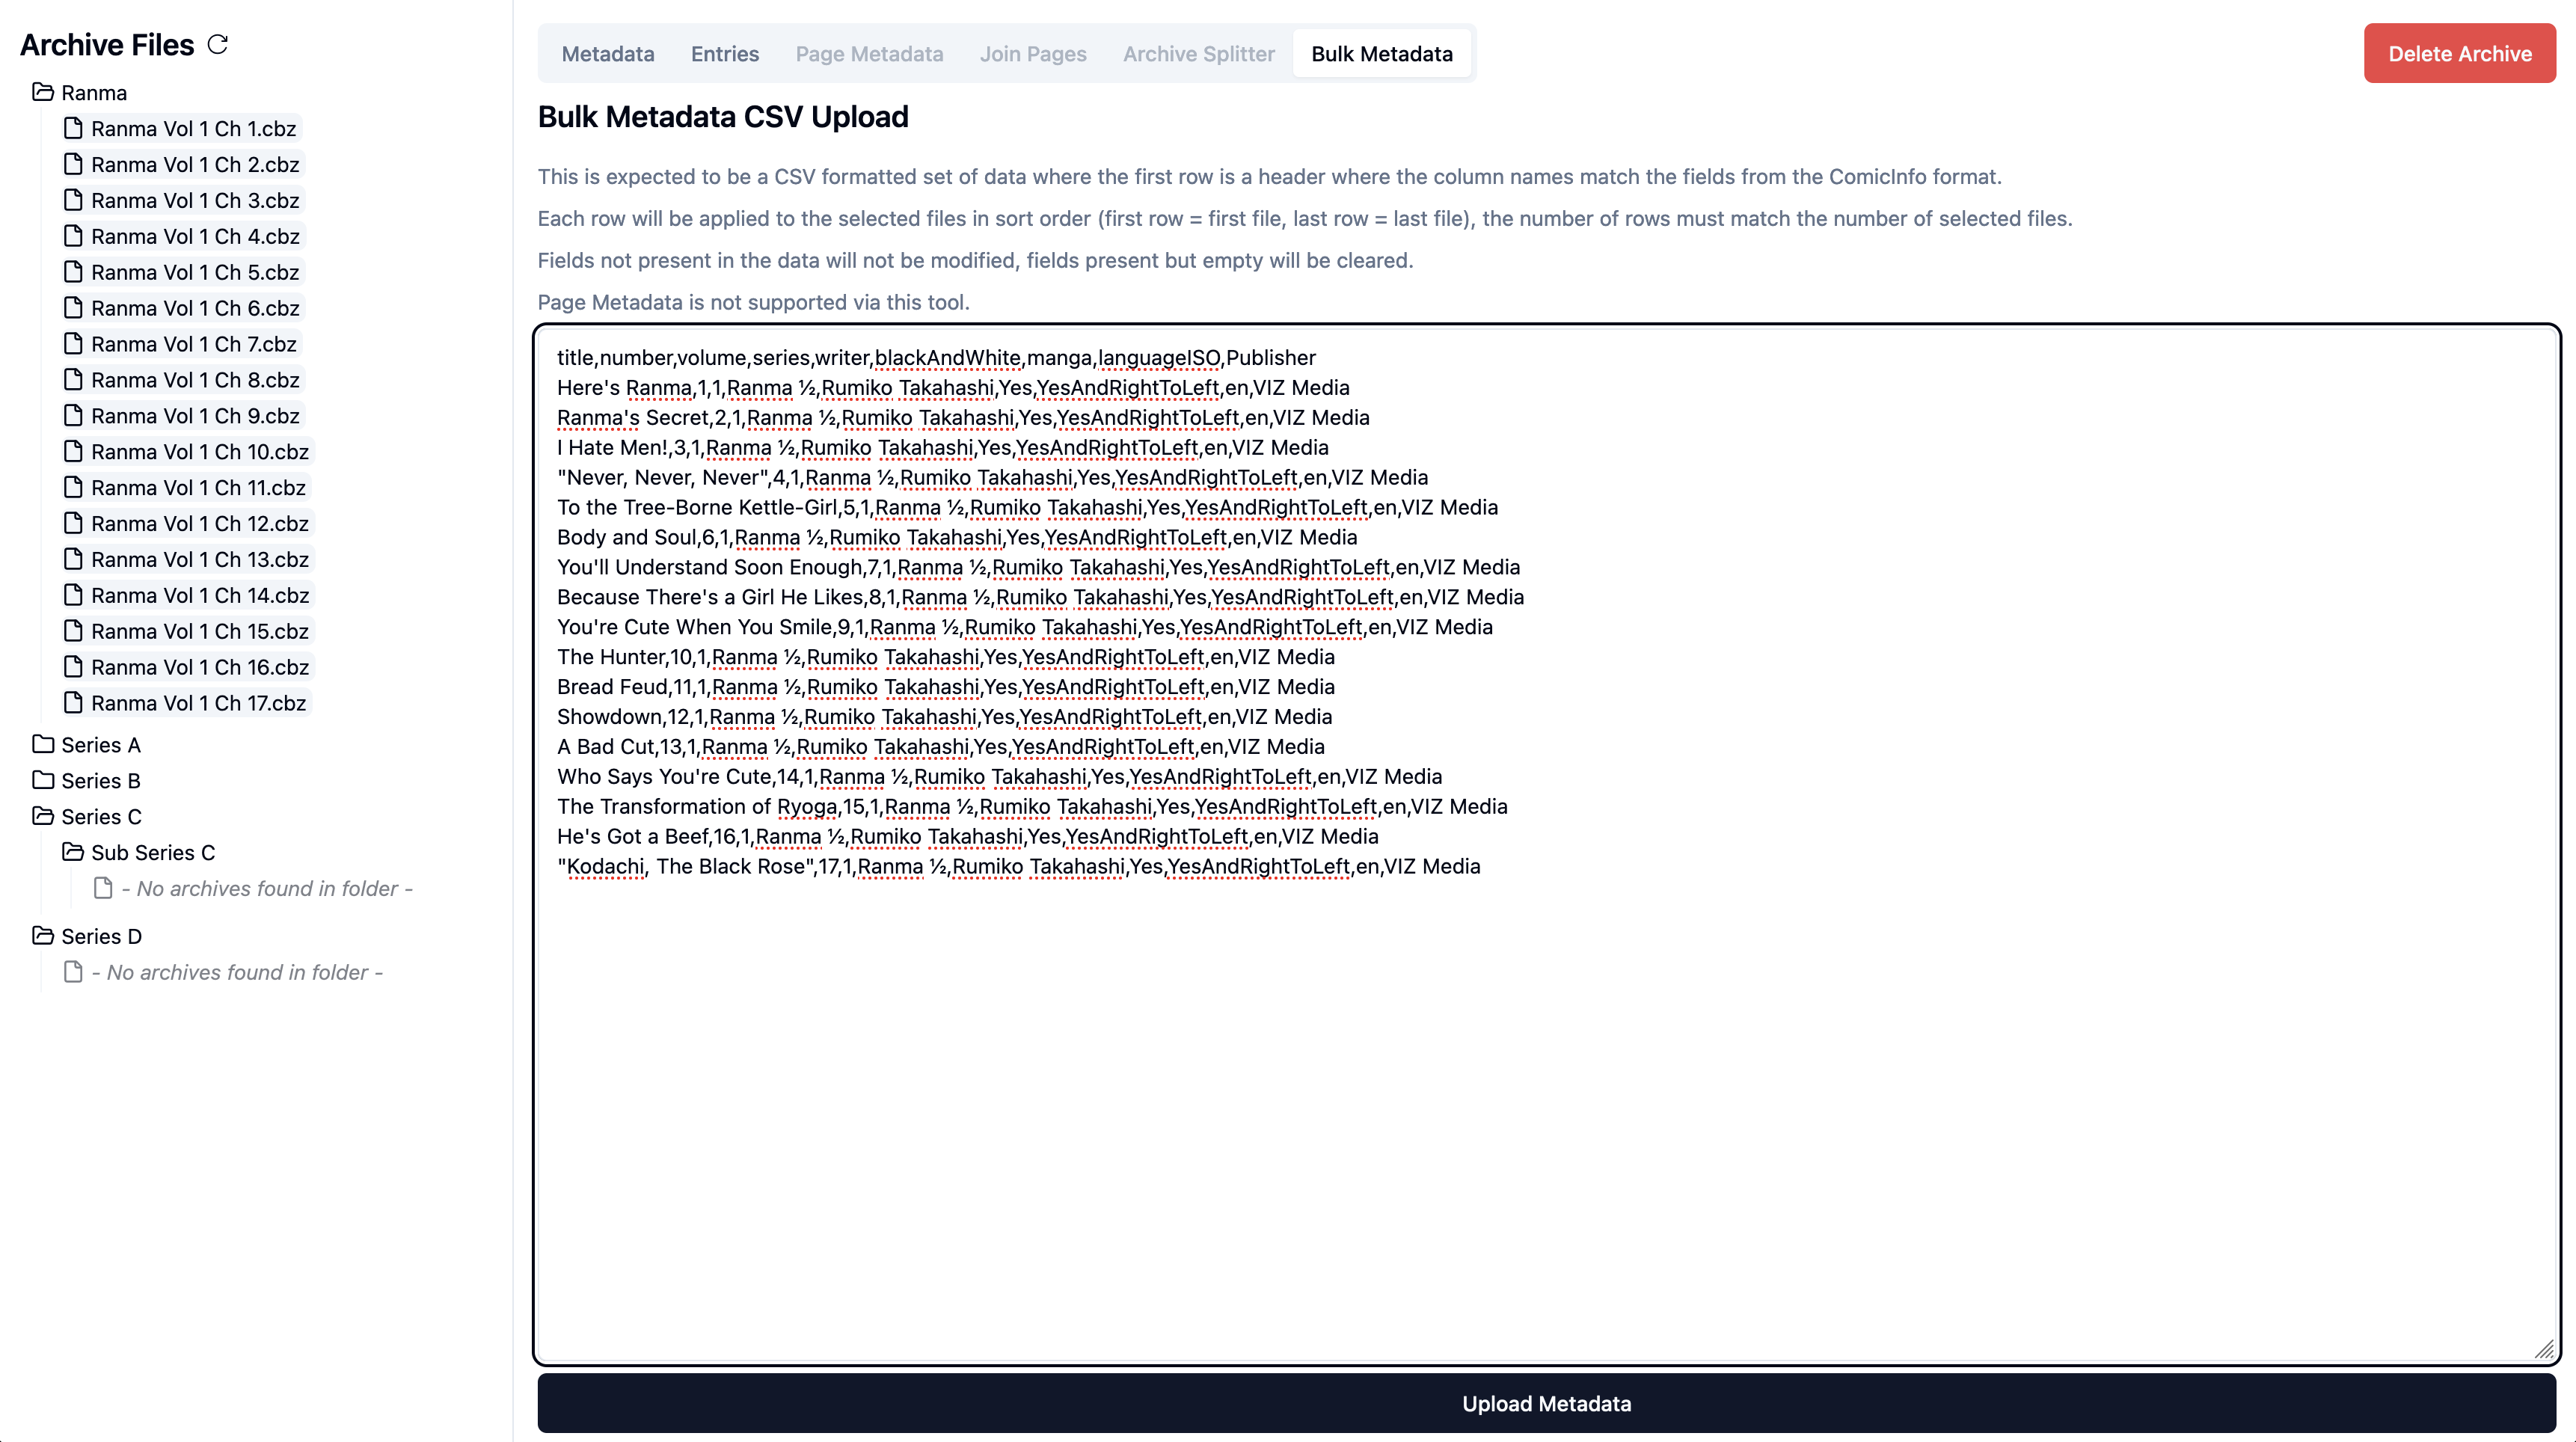 Archive Files
Ranma
Ranma Vol 1 Ch 1.cbz
Ranma Vol 1 Ch 2.cbz
Ranma Vol 1 Ch 3.cbz
Ranma Vol 1 Ch 4.cbz
Ranma Vol 1 Ch 5.cbz
Ranma Vol 1 Ch 6.cbz
Ranma Vol 1 Ch 7.cbz
Ranma Vol 1 Ch 8.cbz
Ranma Vol 1 Ch 9.cbz
Ranma Vol 1 Ch 10.cbz
Ranma Vol 1 Ch 11.cbz
Ranma Vol 1 Ch 12.cbz
Ranma Vol 1 Ch 13.cbz
Ranma Vol 1 Ch 14.cbz
Ranma Vol 1 Ch 15.cbz
Ranma Vol 1 Ch 16.cbz
Ranma Vol 1 Ch 17.cbz
Series A
Series B
Series C
Sub Series C
- No archives found in folder -
Series D
- No archives found in folder -
Metadata Entries Page Metadata Join Pages Archive Splitter Bulk Metadata
Delete Archive
Bulk Metadata CSV Upload
This is expected to be a CSV formatted set of data where the first row is a header where the column names match the fields from the ComicInfo format.
Each row will be applied to the selected files in sort order (first row = first file, last row = last file), the number of rows must match the number of selected files.
Fields not present in the data will not be modified, fields present but empty will be cleared.
Page Metadata is not supported via this tool.
title,number,volume,series,writer,blackAndWhite,manga,languageISO,Publisher
Here's Ranma,1,1,Ranma ½,Rumiko Takahashi,Yes,YesAndRightToLeft,en,VIZ Media
Ranma's Secret,2,1,Ranma ½,Rumiko Takahashi,Yes,YesAndRightToLeft,en,VIZ Media
I Hate Men!,3,1,Ranma ½,Rumiko Takahashi,Yes,YesAndRightToLeft,en,VIZ Media
"Never, Never, Never",4,1,Ranma ½,Rumiko Takahashi,Yes,YesAndRightToLeft,en,VIZ Media
To the Tree-Borne Kettle-Girl,5,1,Ranma ½,Rumiko Takahashi,Yes,YesAndRightToLeft,en,VIZ Media
Body and Soul,6,1,Ranma ½,Rumiko Takahashi,Yes,YesAndRightToLeft,en,VIZ Media
You'll Understand Soon Enough,7,1,Ranma ½,Rumiko Takahashi,Yes,YesAndRightToLeft,en,VIZ Media
Because There's a Girl He Likes,8,1,Ranma ½,Rumiko Takahashi,Yes,YesAndRightToLeft,en,VIZ Media
You're Cute When You Smile,9,1,Ranma ½,Rumiko Takahashi,Yes,YesAndRightToLeft,en,VIZ Media
The Hunter,10,1,Ranma ½,Rumiko Takahashi,Yes,YesAndRightToLeft,en,VIZ Media
Bread Feud,11,1,Ranma ½,Rumiko Takahashi,Yes,YesAndRightToLeft,en,VIZ Media
Showdown,12,1,Ranma ½,Rumiko Takahashi,Yes,YesAndRightToLeft,en,VIZ Media
A Bad Cut,13,1,Ranma ½,Rumiko Takahashi,Yes,YesAndRightToLeft,en,VIZ Media
Who Says You're Cute,14,1,Ranma ½,Rumiko Takahashi,Yes,YesAndRightToLeft,en,VIZ Media
The Transformation of Ryoga,15,1,Ranma ½,Rumiko Takahashi,Yes,YesAndRightToLeft,en,VIZ Media
He's Got a Beef,16,1,Ranma ½,Rumiko Takahashi,Yes,YesAndRightToLeft,en,VIZ Media
"Kodachi, The Black Rose",17,1,Ranma ½,Rumiko Takahashi,Yes,YesAndRightToLeft,en,VIZ Media
Upload Metadata